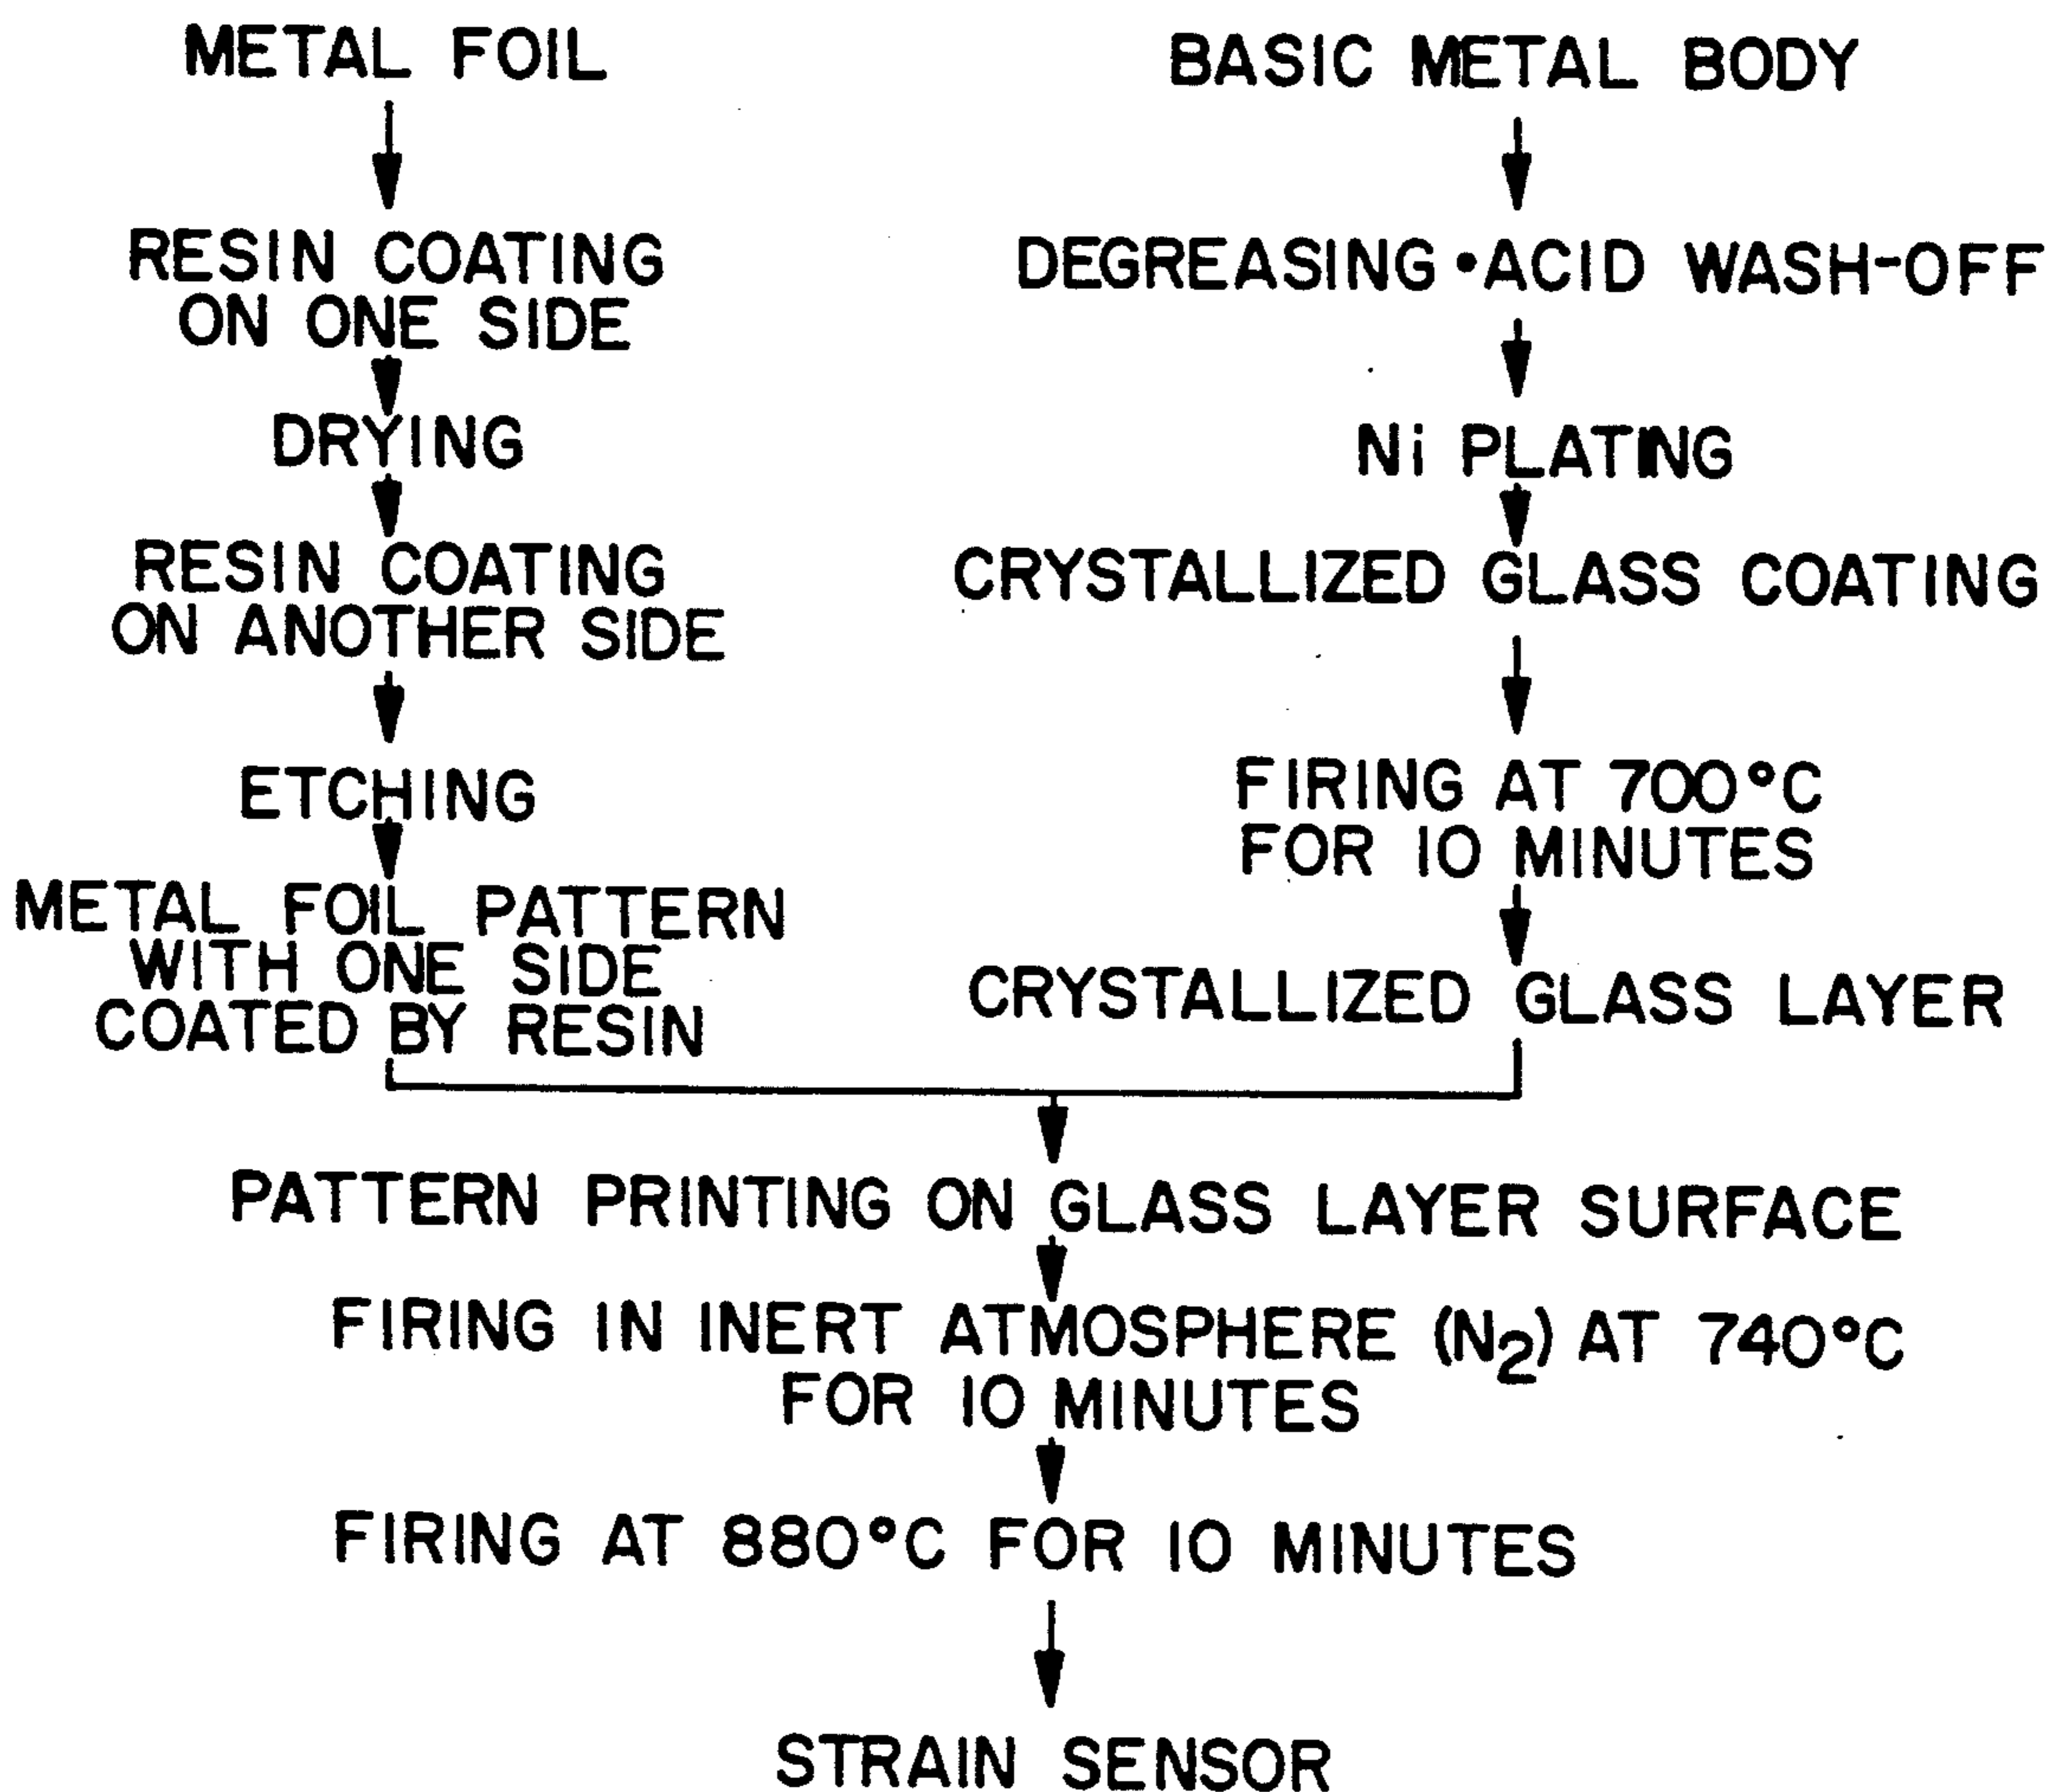 METAL FOIL
RESIN COATING
ON ONE SIDE
DRYING
RESIN COATING
ON ANOTHER SIDE
ETCHING
METAL FOIL PATTERN
WITH ONE SIDE
COATED BY RESIN
BASIC METAL BODY
DEGREASING •ACID WASH-OFF
Ni PLATING
CRYSTALLIZED GLASS COATING
FIRING AT 700°C
FOR 10 MINUTES
CRYSTALLIZED GLASS LAYER
PATTERN PRINTING ON GLASS LAYER SURFACE
FIRING IN INERT ATMOSPHERE (N2) AT 740°C
FOR 10 MINUTES
FIRING AT 880°C FOR 10 MINUTES
STRAIN SENSOR